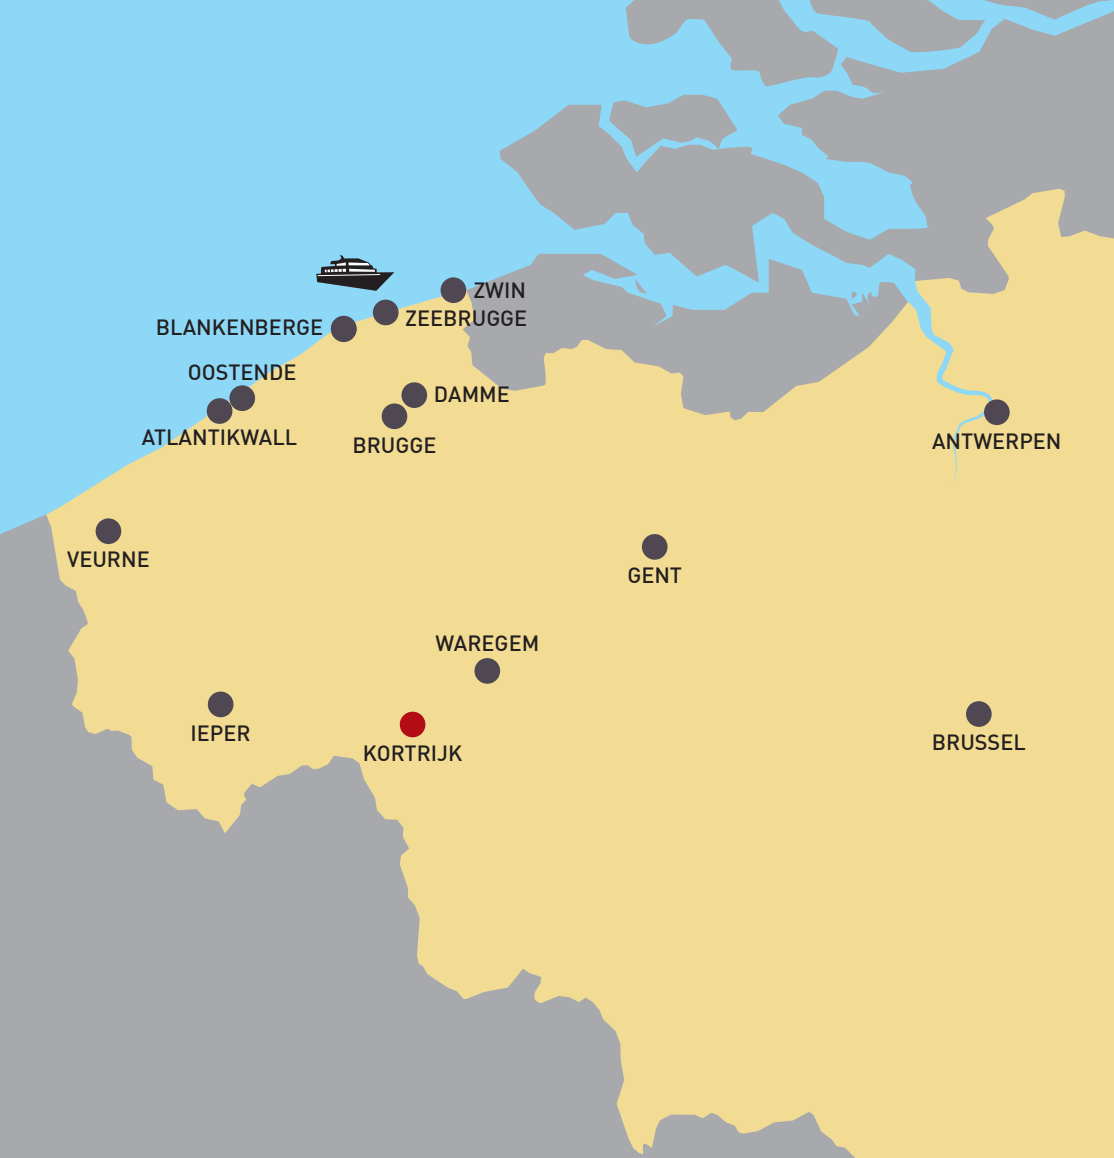 ZWIN
ZEEBRUGGE
BLANKENBERGE
OOSTENDE
DAMME
ATLANTIKWALL
BRUGGE
ANTWERPEN
VEURNE
GENT
WAREGEM
IEPER
KORTRIJK
BRUSSEL